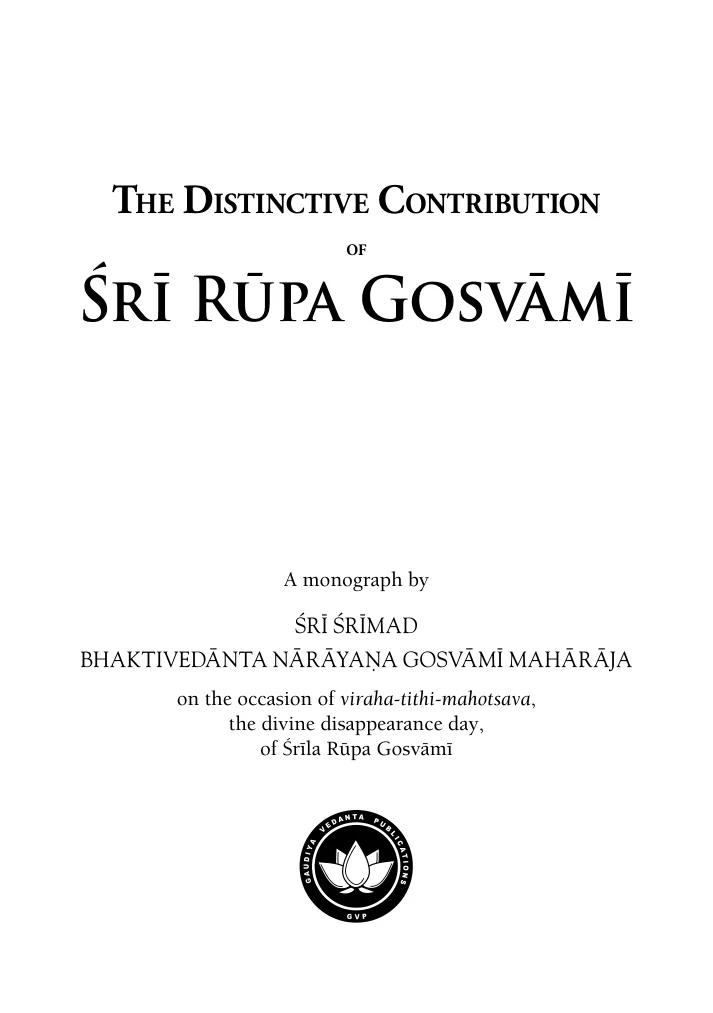 THE DISTINCTIVE CONTRIBUTION
OF
ŚRĪ RŪPA GOSVĀMĪ
A monograph by
ŚRĪ ŚRĪMAD
BHAKTIVEDĀNTA NĀRĀYAṆA GOSVĀMĪ MAHĀRĀJA
on the occasion of viraha-tithi-mahotsava,
the divine disappearance day,
of Śrīla Rūpa Gosvāmī
GAUDIYA VEDANTA PUBLICATIONS
GVP